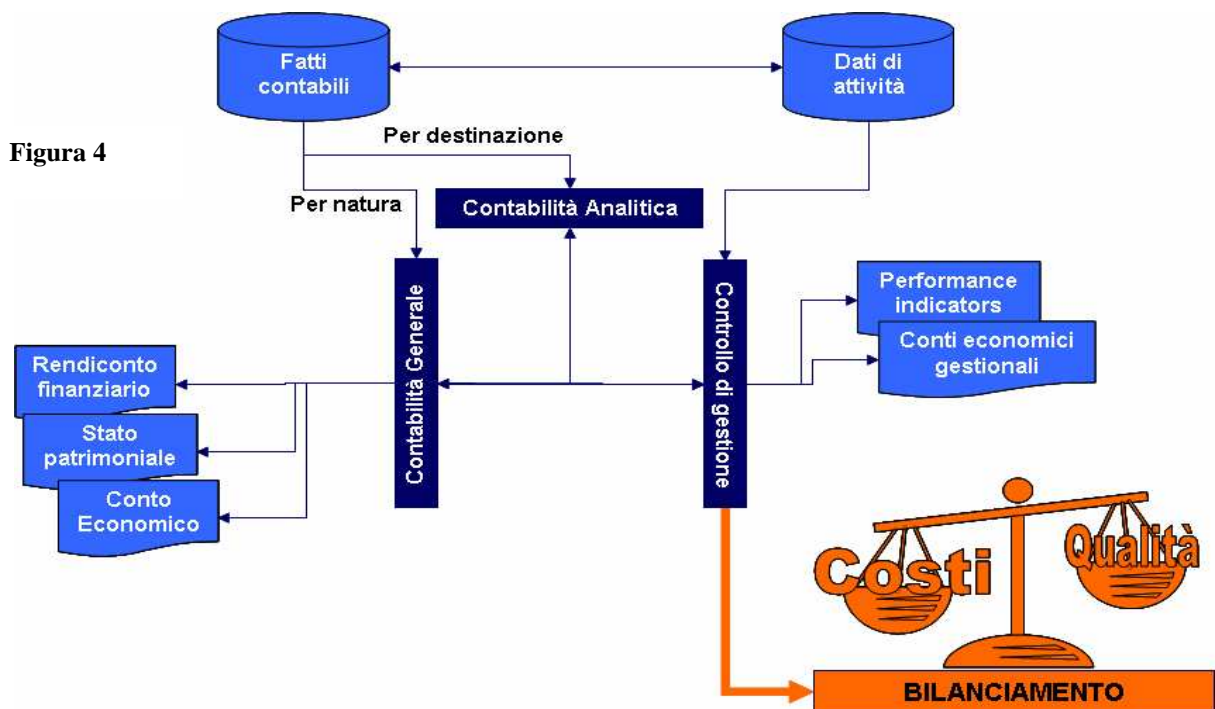 Fatti
contabili
Dati di
attività
Figura 4
Per destinazione
Per natura
Contabilità Analitica
Contabilità Generale
Controllo di gestione
Performance
indicators
Conti economici
gestionali
Rendiconto
finanziario
Stato
patrimoniale
Conto
Economico
Costi
Qualità
BILANCIAMENTO